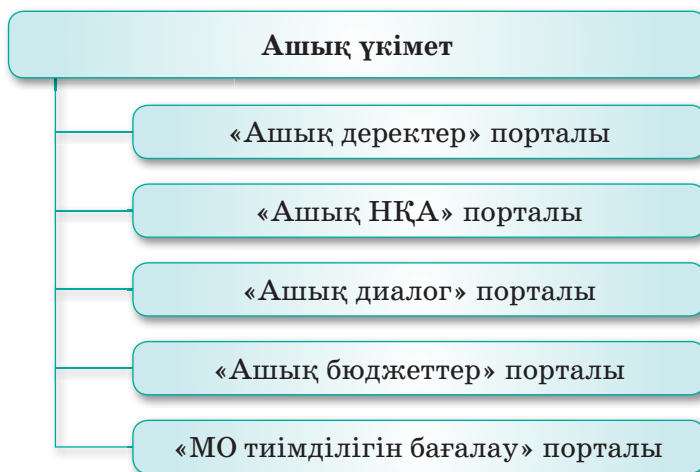 Ашық үкімет
«Ашық деректер» порталы
«Ашық НҚА» порталы
«Ашық диалог» порталы
«Ашық бюджеттер» порталы
«МО тиімділігін бағалау» порталы